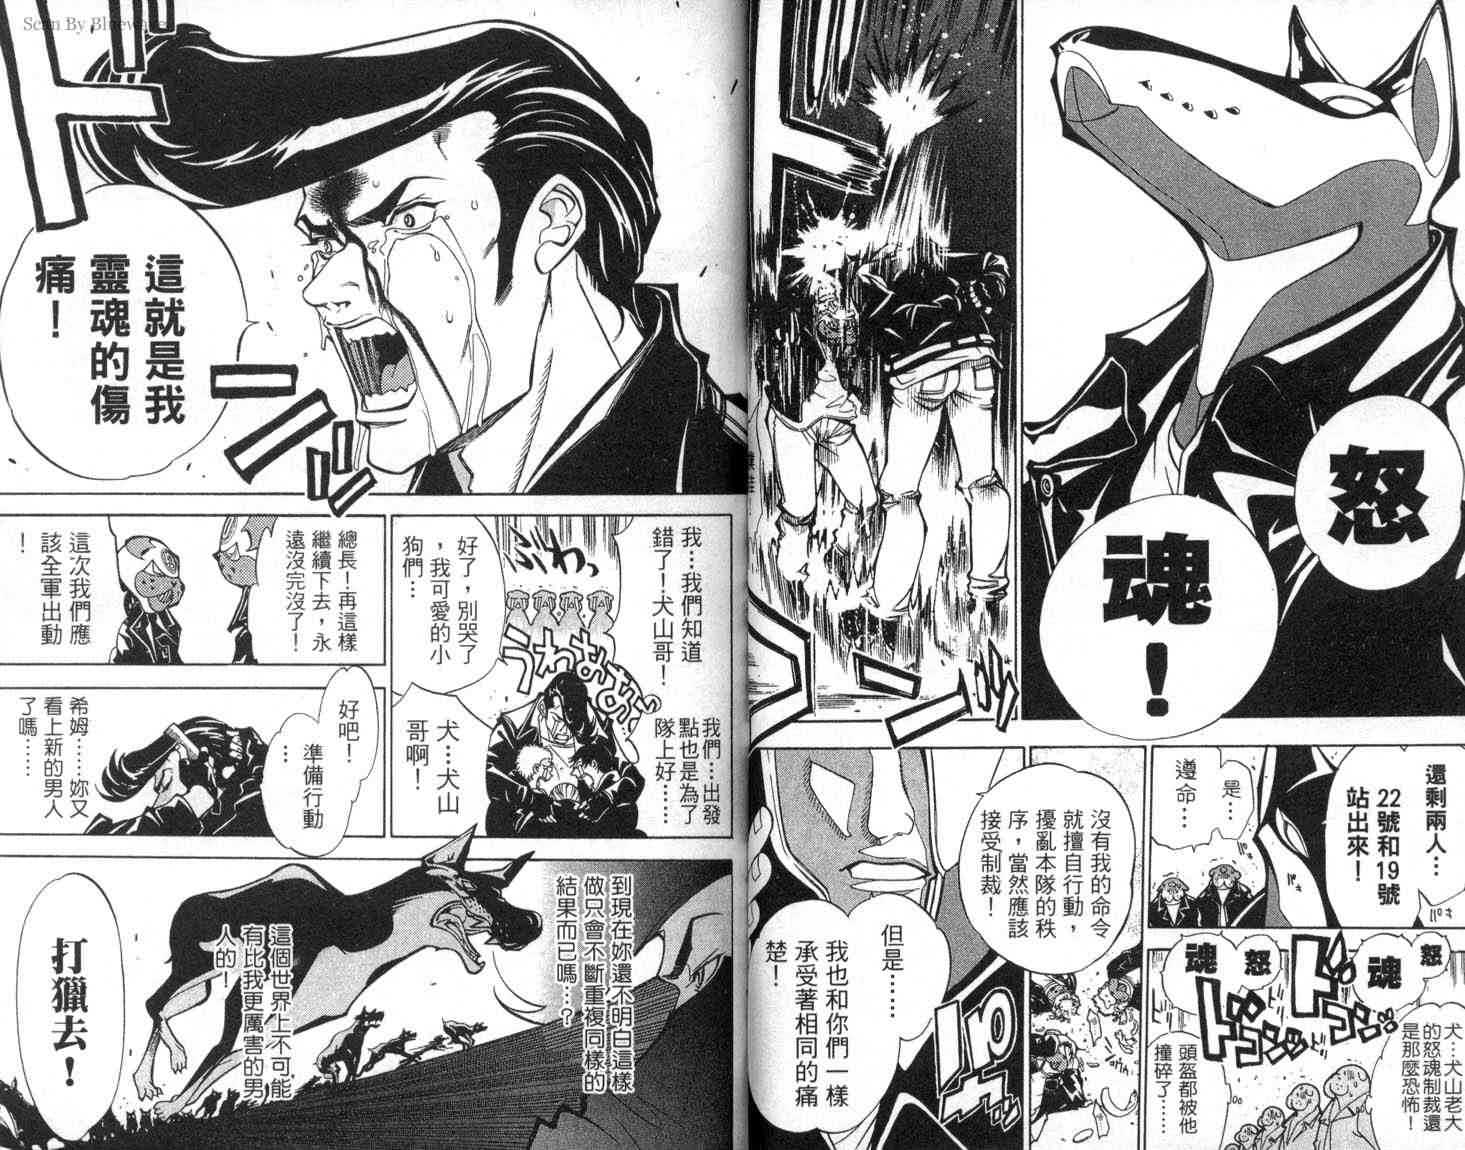 Scan By Bluewave
怒
魂！
還剩兩人…
22號和19號
站出來！
是…
遵命…
怒
魂
怒
魂
犬…犬山老大
的怒魂制裁還
是那麼恐怖！
頭盔都被他
撞碎了……
沒有我的命令
就擅自行動，
擾亂本隊的秩
序，當然應該
接受制裁！
但是……
我也和你們一樣
承受著相同的痛
楚！
這就是我
靈魂的傷
痛！
我…我們知道
錯了！犬山哥！
我們…出發
點也是為了
隊上好……
好了，別哭了
，我可愛的小
狗們…
うわおおぉっ
犬…犬山
哥啊！
總長！再這樣
繼續下去，永
遠沒完沒了！
這次我們應
該全軍出動
！
好吧！
準備行動
…
希姆……妳又
看上新的男人
了嗎……
到現在妳還不明白這樣
做只會不斷重複同樣的
結果而已嗎…？
這個世界上不可能
有比我更厲害的男
人的！
打獵去！